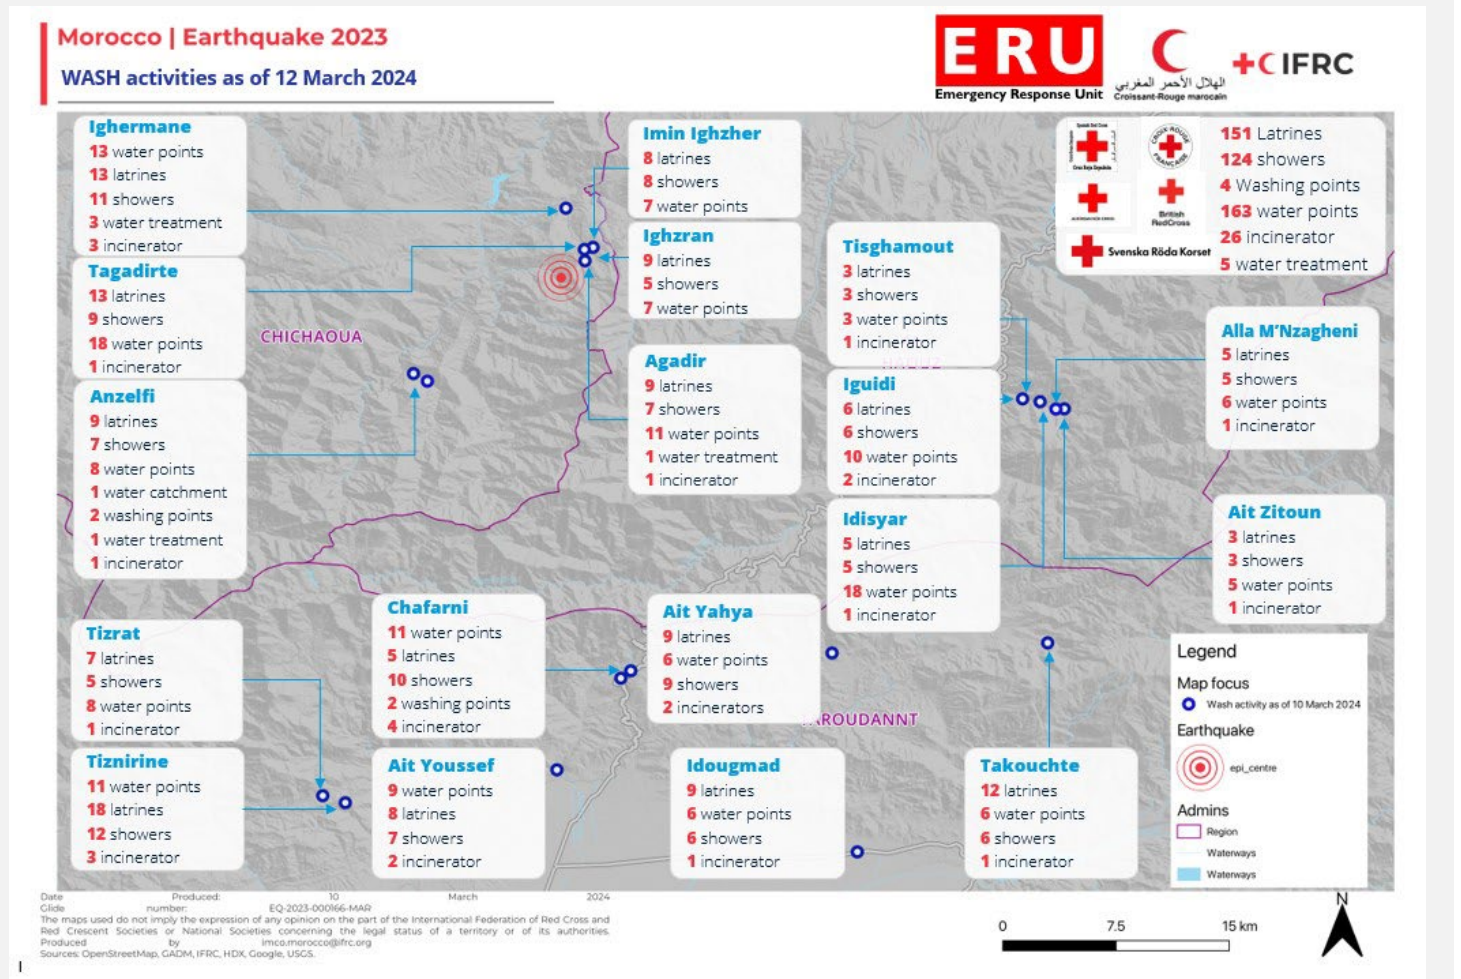 Morocco | Earthquake 2023
WASH activities as of 12 March 2024
ERU
Emergency Response Unit
الهلال الأحمر المغربي
Croissant-Rouge marocain
IFRC
Ighermane
13 water points
13 latrines
11 showers
3 water treatment
3 incinerator
Tagadirte
13 latrines
9 showers
18 water points
1 incinerator
Anzelfi
9 latrines
7 showers
8 water points
1 water catchment
2 washing points
1 water treatment
1 incinerator
CHICHAOUA
Imin Ighzher
8 latrines
8 showers
7 water points
Ighzran
9 latrines
5 showers
7 water points
Agadir
9 latrines
7 showers
11 water points
1 water treatment
1 incinerator
Tisghamout
3 latrines
3 showers
3 water points
1 incinerator
Iguidi
6 latrines
6 showers
10 water points
2 incinerator
Idisyar
5 latrines
5 showers
18 water points
1 incinerator
CROIX-ROUGE FRANÇAISE
British
RedCross
Svenska Röda Korset
151 Latrines
124 showers
4 Washing points
163 water points
26 incinerator
5 water treatment
Alla M'Nzagheni
5 latrines
5 showers
6 water points
1 incinerator
Ait Zitoun
3 latrines
3 showers
5 water points
1 incinerator
Tizrat
7 latrines
5 showers
8 water points
1 incinerator
Tiznirine
11 water points
18 latrines
12 showers
3 incinerator
Chafarni
11 water points
5 latrines
10 showers
2 washing points
4 incinerator
Ait Youssef
9 water points
8 latrines
7 showers
2 incinerator
Ait Yahya
9 latrines
6 water points
9 showers
2 incinerators
AROUDANNT
Idougmad
9 latrines
6 water points
6 showers
1 incinerator
Takouchte
12 latrines
6 water points
6 showers
1 incinerator
Legend
Map focus
Wash activity as of 10 March 2024
Earthquake
epi_centre
Admins
Region
Waterways
Waterways
Date Produced: 10 March 2024
Glide number: EQ-2023-000166-MAR
The maps used do not imply the expression of any opinion on the part of the International Federation of Red Cross and
Red Crescent Societies or National Societies concerning the legal status of a territory or of its authorities.
Produced by imco.morocco@ifrc.org
Sources: OpenStreetMap, GADM, IFRC, HDX, Google, USGS.
0 7.5 15 km
N